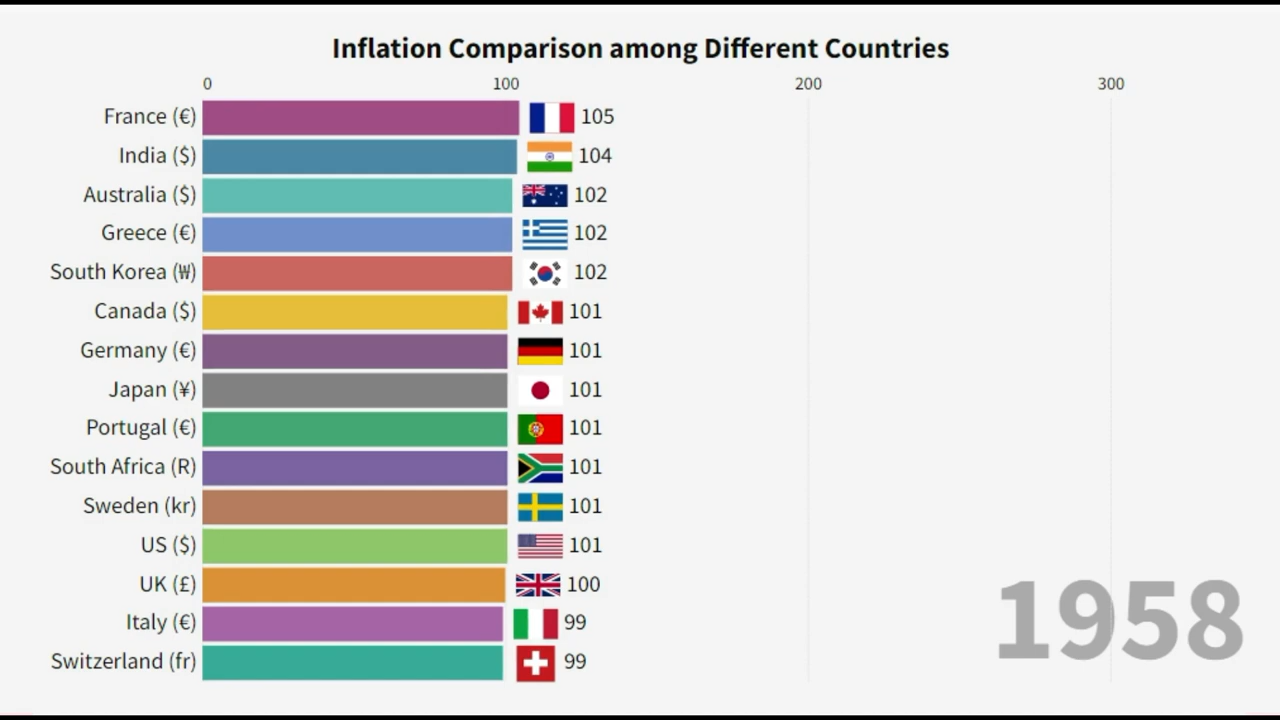 Inflation Comparison among Different Countries
0 100 200 300
France (€) 105
India ($) 104
Australia ($) 102
Greece (€) 102
South Korea (₩) 102
Canada ($) 101
Germany (€) 101
Japan (¥) 101
Portugal (€) 101
South Africa (R) 101
Sweden (kr) 101
US ($) 101
UK (£) 100
Italy (€) 99
Switzerland (fr) 99
1958